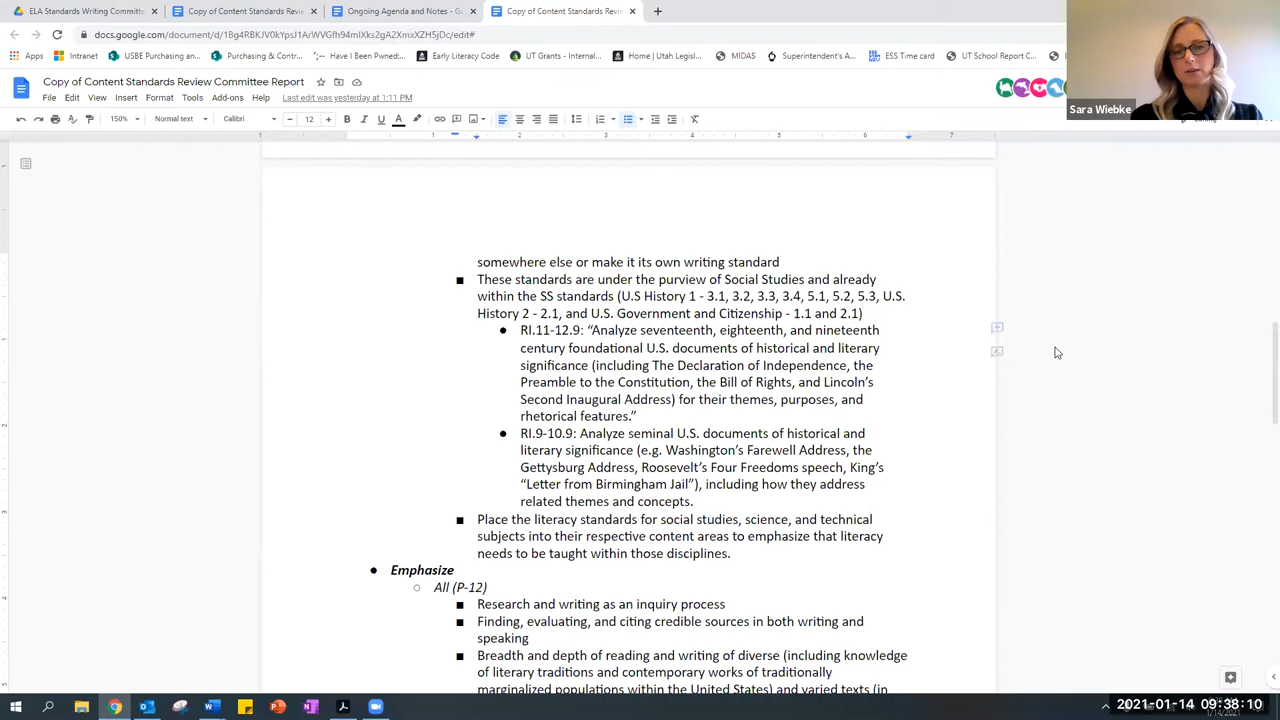 ELA Standards Writing Committe
Copy of Content Standards Revie
Ongoing Agenda and Notes - Go
Copy of Content Standards Revie
docs.google.com/document/d/1Bg4RBKJV0kYpsJ1ArWVGfh94mIXks2gA2XmxXZH5jDc/edit#
Apps
Intranet
USBE Purchasing an...
Purchasing & Contr...
Have I Been Pwned:...
Early Literacy Code
UT Grants - Internal...
Home | Utah Legisl...
MIDAS
Superintendent's A...
ESS Time card
UT School Report C...
Copy of Content Standards Review Committee Report
File Edit View Insert Format Tools Add-ons Help Last edit was yesterday at 1:11 PM
150% Normal text Calibri 12
Sara Wiebke
somewhere else or make it its own writing standard
■ These standards are under the purview of Social Studies and already
within the SS standards (U.S History 1 - 3.1, 3.2, 3.3, 3.4, 5.1, 5.2, 5.3, U.S.
History 2 - 2.1, and U.S. Government and Citizenship - 1.1 and 2.1)
● RI.11-12.9: “Analyze seventeenth, eighteenth, and nineteenth
century foundational U.S. documents of historical and literary
significance (including The Declaration of Independence, the
Preamble to the Constitution, the Bill of Rights, and Lincoln’s
Second Inaugural Address) for their themes, purposes, and
rhetorical features.”
● RI.9-10.9: Analyze seminal U.S. documents of historical and
literary significance (e.g. Washington’s Farewell Address, the
Gettysburg Address, Roosevelt’s Four Freedoms speech, King’s
“Letter from Birmingham Jail”), including how they address
related themes and concepts.
■ Place the literacy standards for social studies, science, and technical
subjects into their respective content areas to emphasize that literacy
needs to be taught within those disciplines.
● Emphasize
○ All (P-12)
■ Research and writing as an inquiry process
■ Finding, evaluating, and citing credible sources in both writing and
speaking
■ Breadth and depth of reading and writing of diverse (including knowledge
of literary traditions and contemporary works of traditionally
marginalized populations within the United States) and varied texts (in
2021-01-14 09:38:10